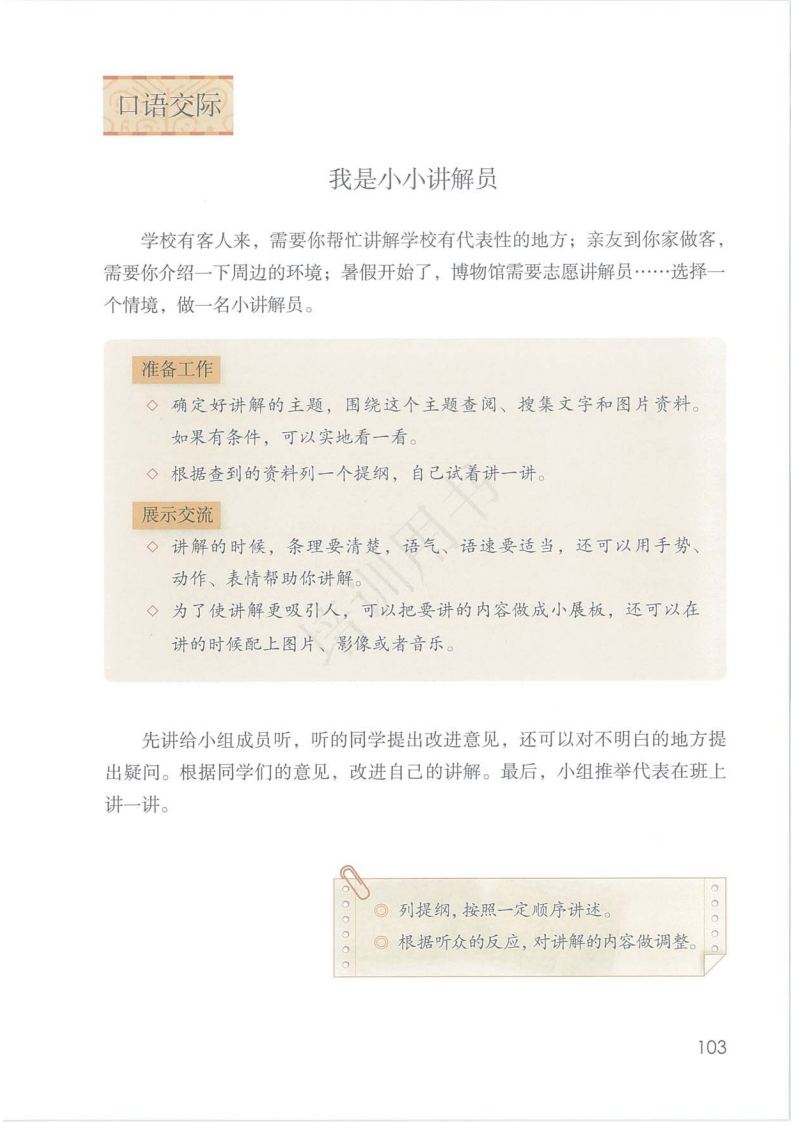 口语交际
我是小小讲解员
学校有客人来，需要你帮忙讲解学校有代表性的地方；亲友到你家做客，
需要你介绍一下周边的环境；暑假开始了，博物馆需要志愿讲解员……选择一
个情境，做一名小讲解员。
准备工作
◇ 确定好讲解的主题，围绕这个主题查阅、搜集文字和图片资料。
如果有条件，可以实地看一看。
◇ 根据查到的资料列一个提纲，自己试着讲一讲。
展示交流
◇ 讲解的时候，条理要清楚，语气、语速要适当，还可以用手势、
动作、表情帮助你讲解。
◇ 为了使讲解更吸引人，可以把要讲的内容做成小展板，还可以在
讲的时候配上图片、影像或者音乐。
培训用书
先讲给小组成员听，听的同学提出改进意见，还可以对不明白的地方提
出疑问。根据同学们的意见，改进自己的讲解。最后，小组推举代表在班上
讲一讲。
◎ 列提纲，按照一定顺序讲述。
◎ 根据听众的反应，对讲解的内容做调整。
103